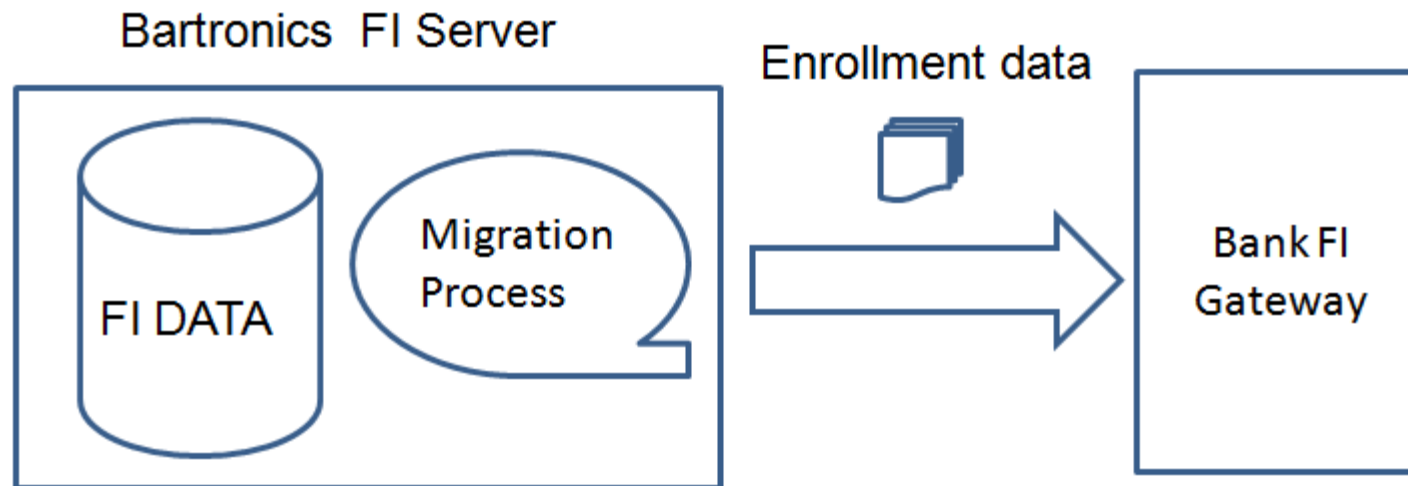 Bartronics  FI Server
Enrollment data
FI DATA
Migration
Process
Bank FI
Gateway